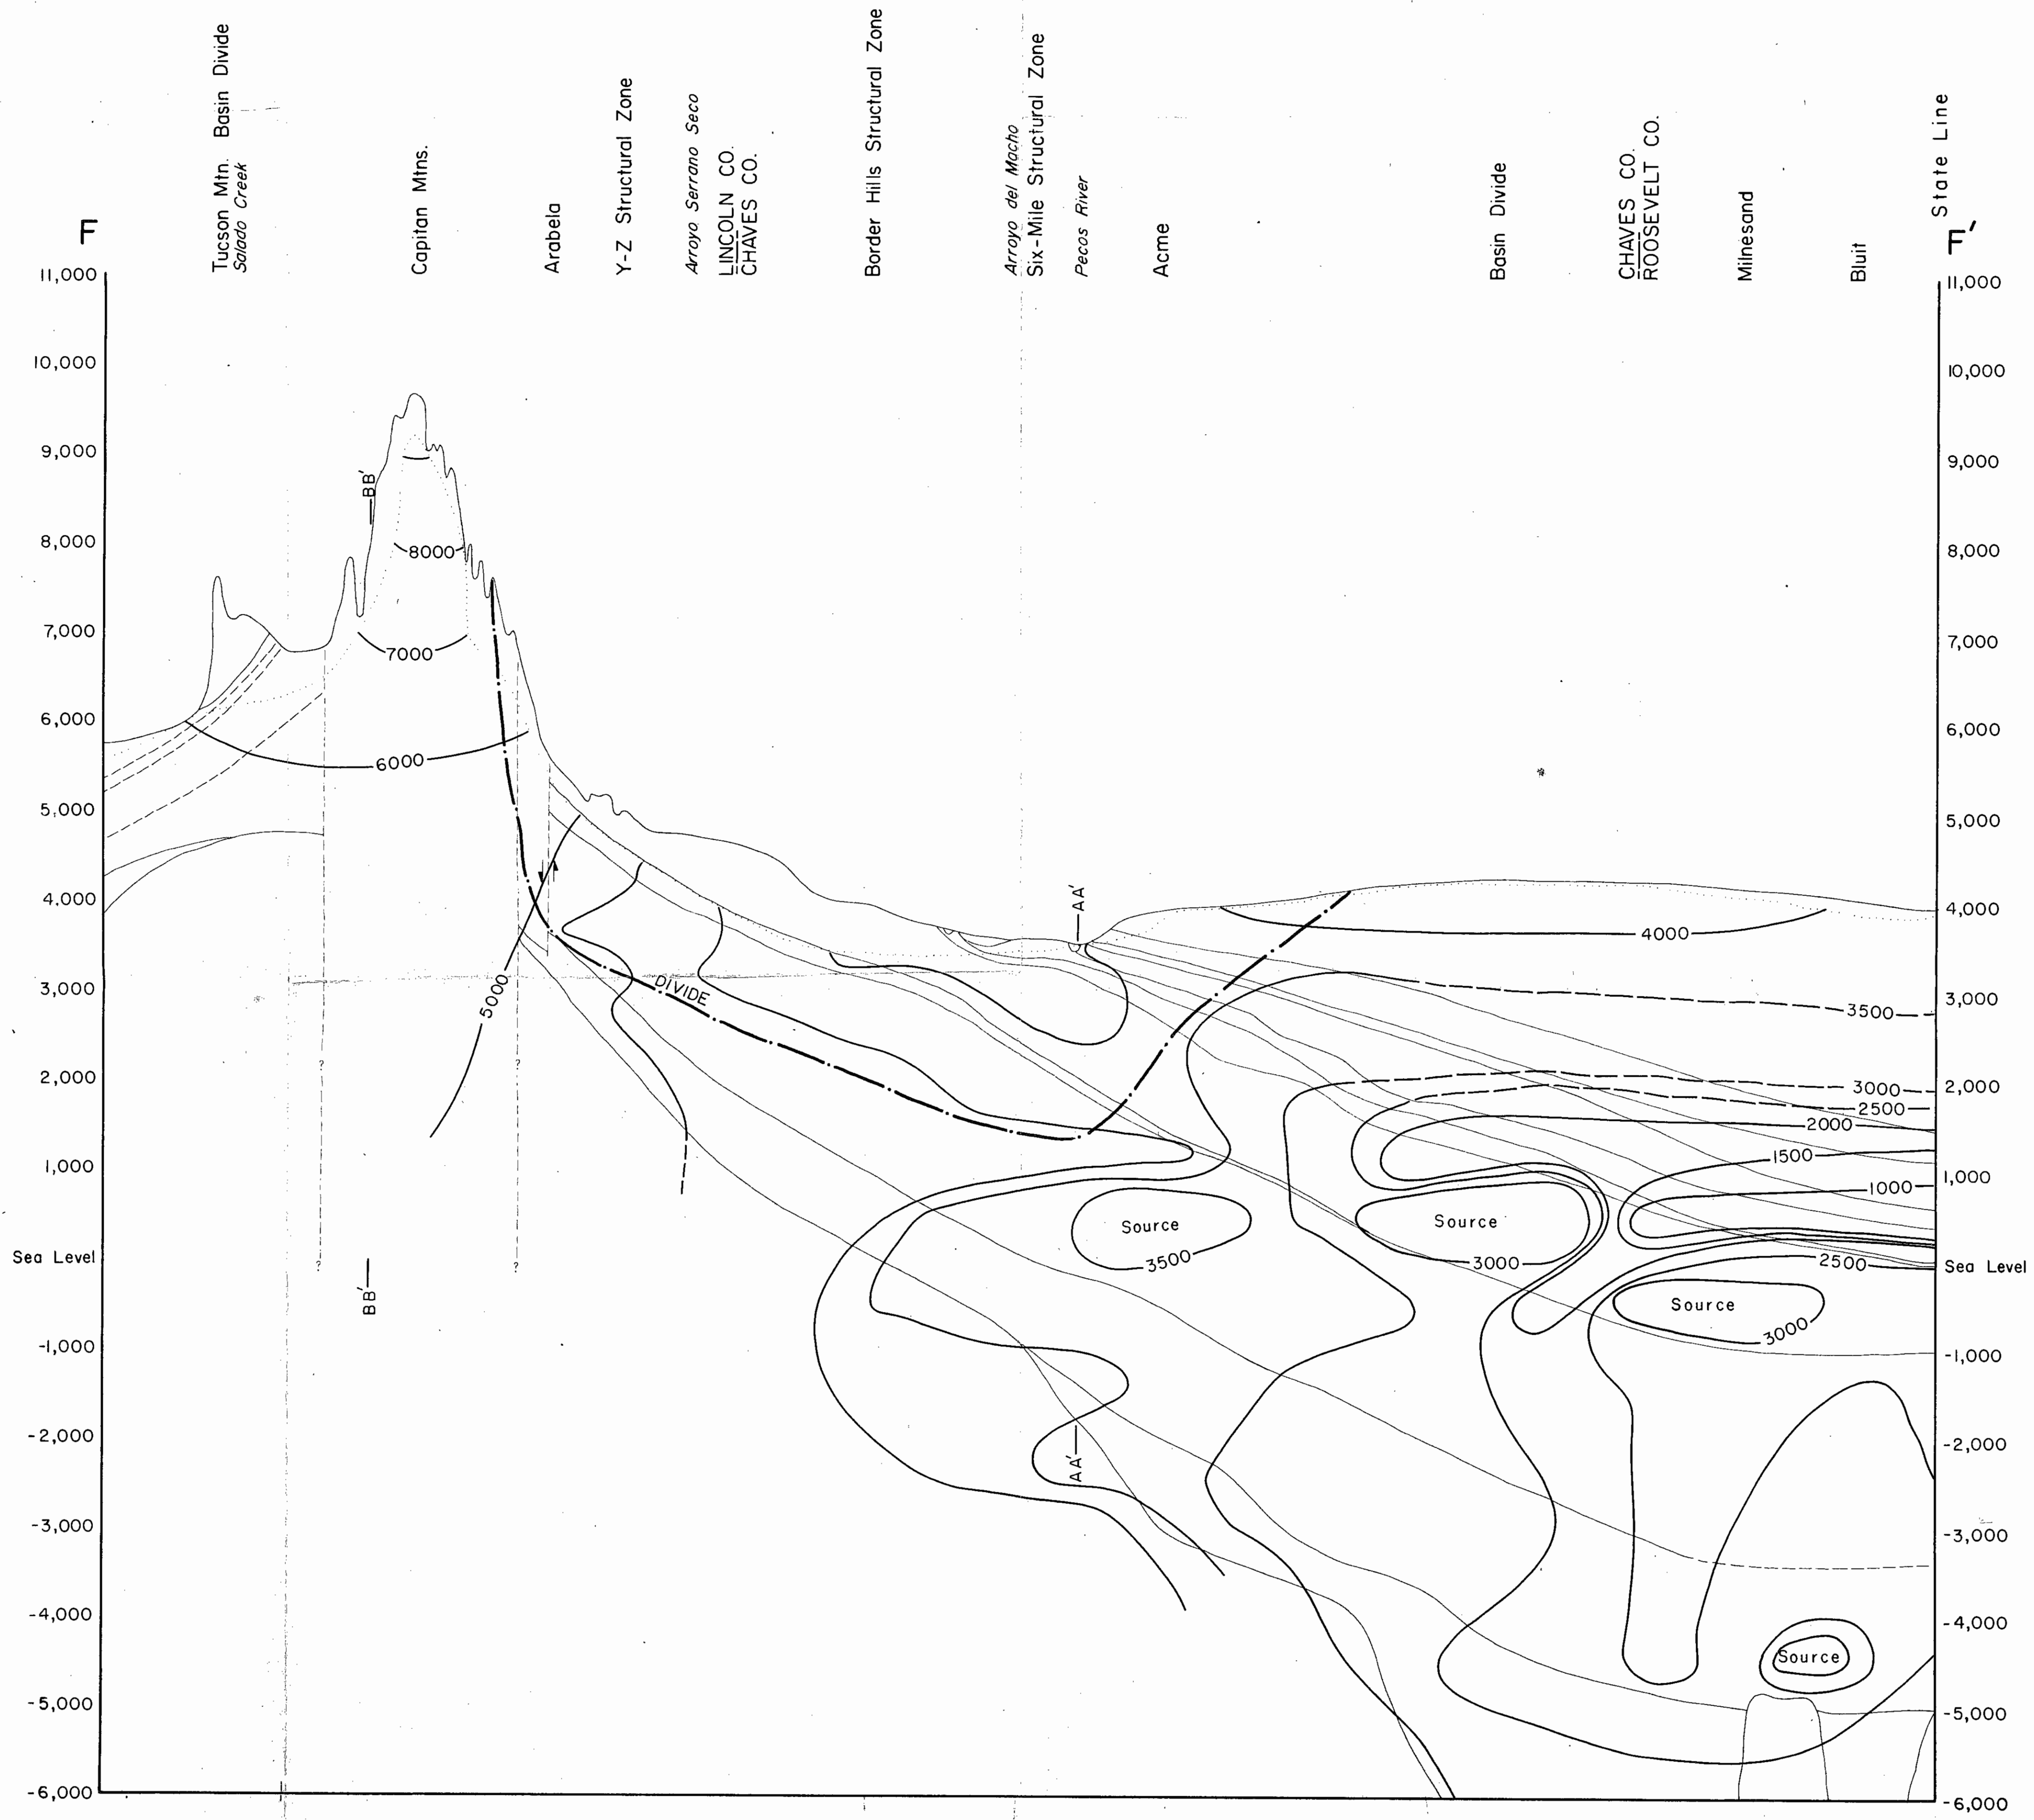 Tucson Mtn. Basin Divide
Salado Creek
Capitan Mtns.
Arabela
Y-Z Structural Zone
Arroyo Serrano Seco
LINCOLN CO.
CHAVES CO.
Border Hills Structural Zone
Arroyo del Macho
Six-Mile Structural Zone
Pecos River
Acme
Basin Divide
CHAVES CO.
ROOSEVELT CO.
Milnesand
Bluit
State Line
F
F'
11,000
10,000
9,000
8,000
7,000
6,000
5,000
4,000
3,000
2,000
1,000
Sea Level
-1,000
-2,000
-3,000
-4,000
-5,000
-6,000
BB'
8000
7000
6000
5000
DIVIDE
AA'
4000
3500
3000
2500
2000
1500
1000
Source
3500
Source
3000
2500
Source
3000
Source
?
?
?
?
BB'
AA'
11,000
10,000
9,000
8,000
7,000
6,000
5,000
4,000
3,000
2,000
1,000
Sea Level
-1,000
-2,000
-3,000
-4,000
-5,000
-6,000